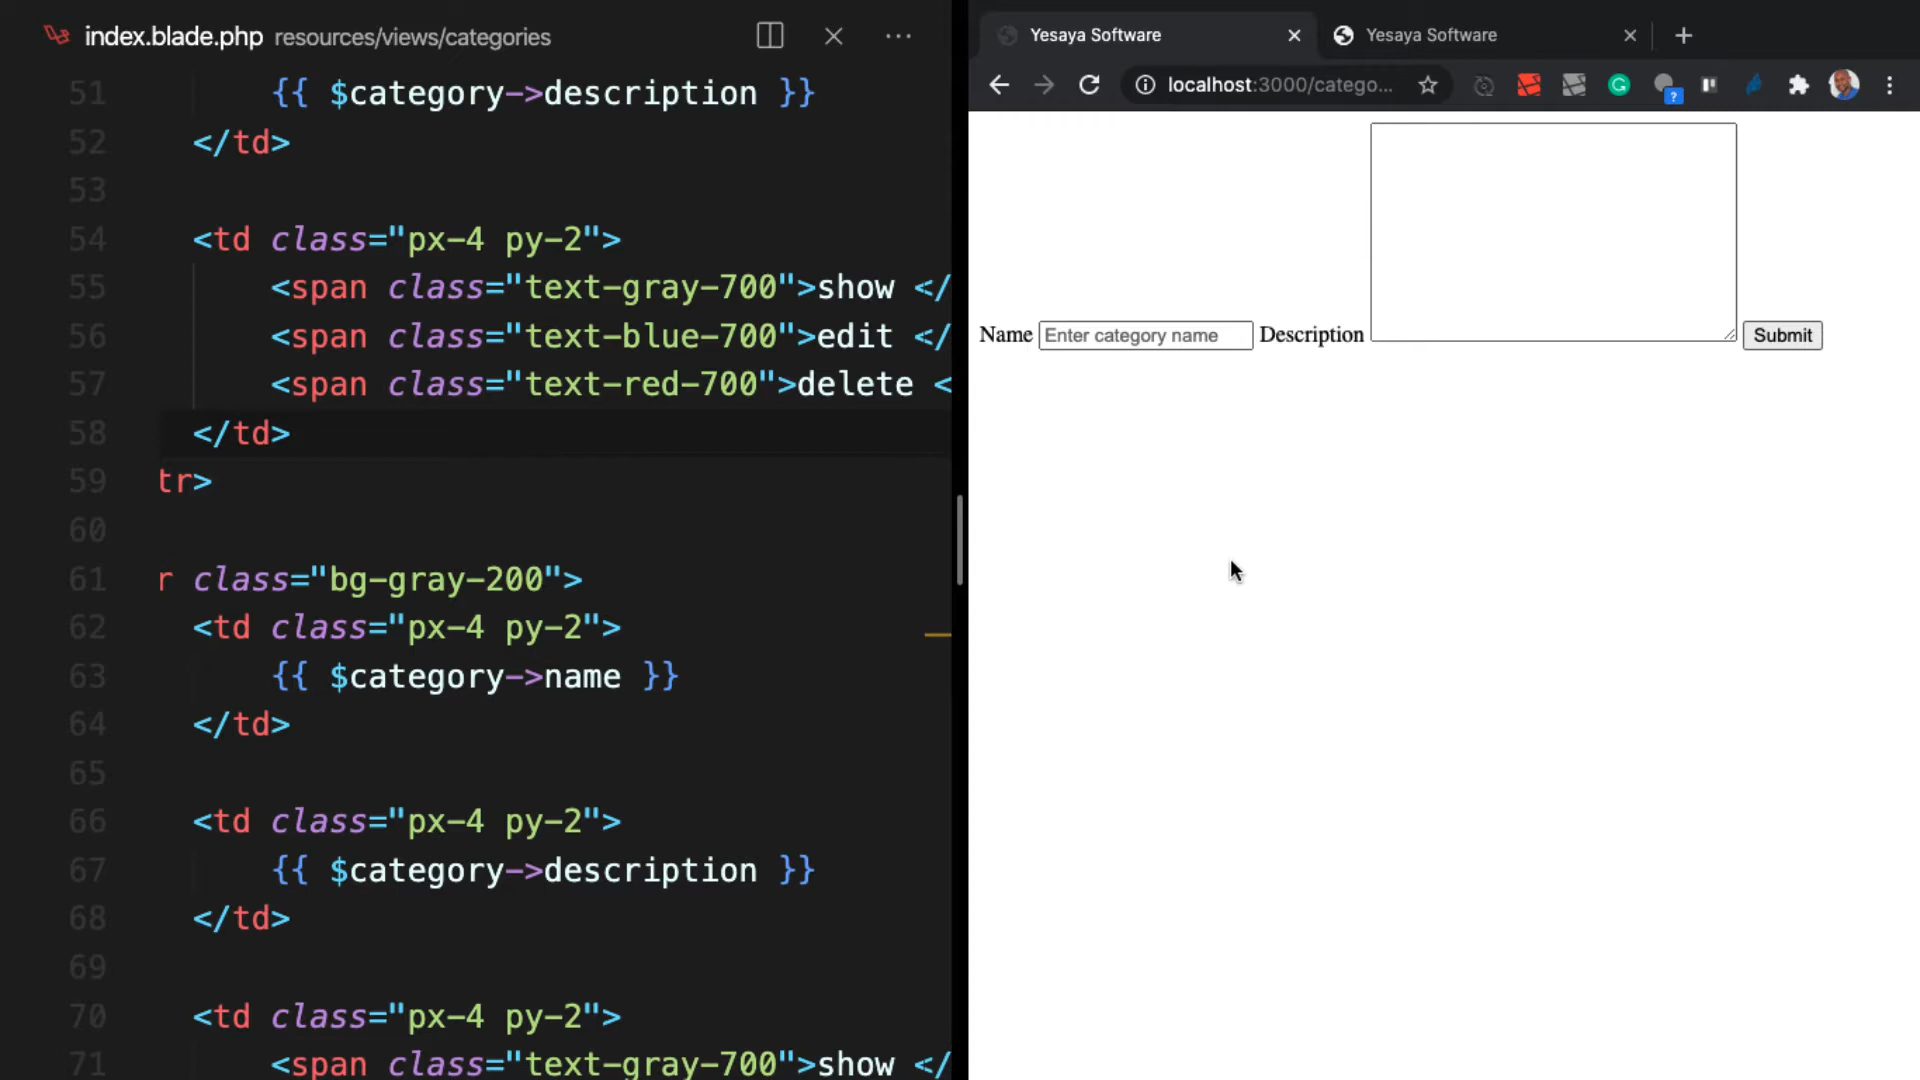 index.blade.php resources/views/categories
51 {{ $category->description }}
52 </td>
53
54 <td class="px-4 py-2">
55 <span class="text-gray-700">show </
56 <span class="text-blue-700">edit </
57 <span class="text-red-700">delete <
58 </td>
59 tr>
60
61 r class="bg-gray-200">
62 <td class="px-4 py-2">
63 {{ $category->name }}
64 </td>
65
66 <td class="px-4 py-2">
67 {{ $category->description }}
68 </td>
69
70 <td class="px-4 py-2">
71 <span class="text-gray-700">show </
Yesaya Software
Yesaya Software
localhost:3000/catego...
Name Enter category name Description Submit